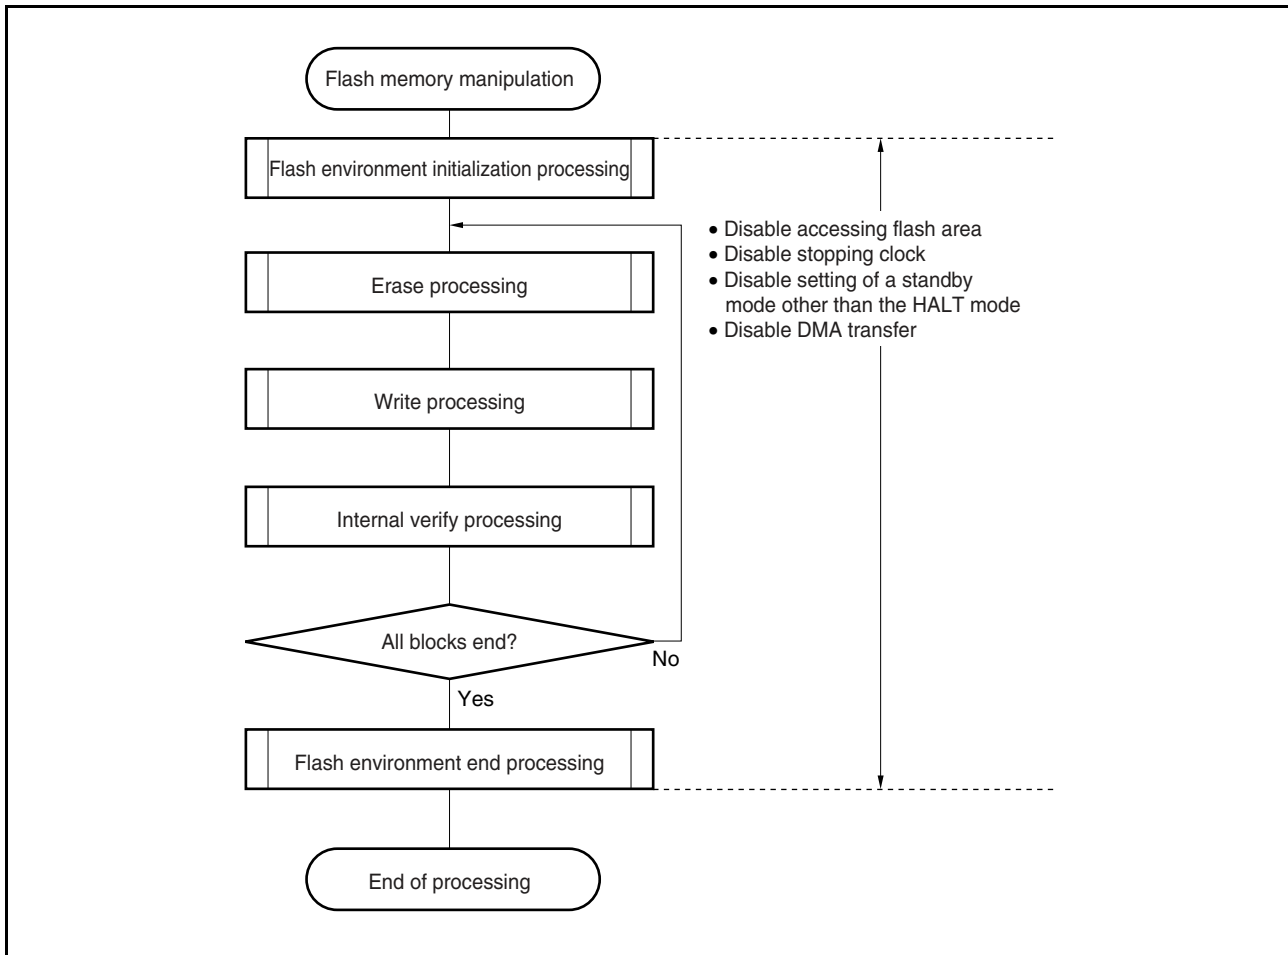 Flash memory manipulation
Flash environment initialization processing
• Disable accessing flash area
• Disable stopping clock
• Disable setting of a standby
mode other than the HALT mode
• Disable DMA transfer
Erase processing
Write processing
Internal verify processing
All blocks end?
No
Yes
Flash environment end processing
End of processing